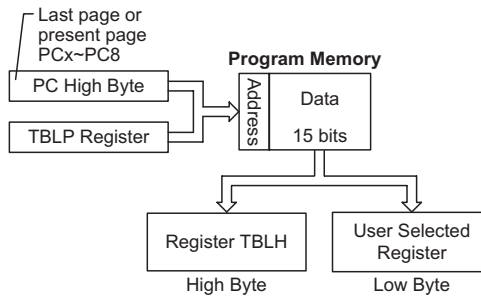 Last page or
present page
PCx~PC8
Program Memory
PC High Byte
TBLP Register
Address
Data
15 bits
Register TBLH
User Selected
Register
High Byte
Low Byte